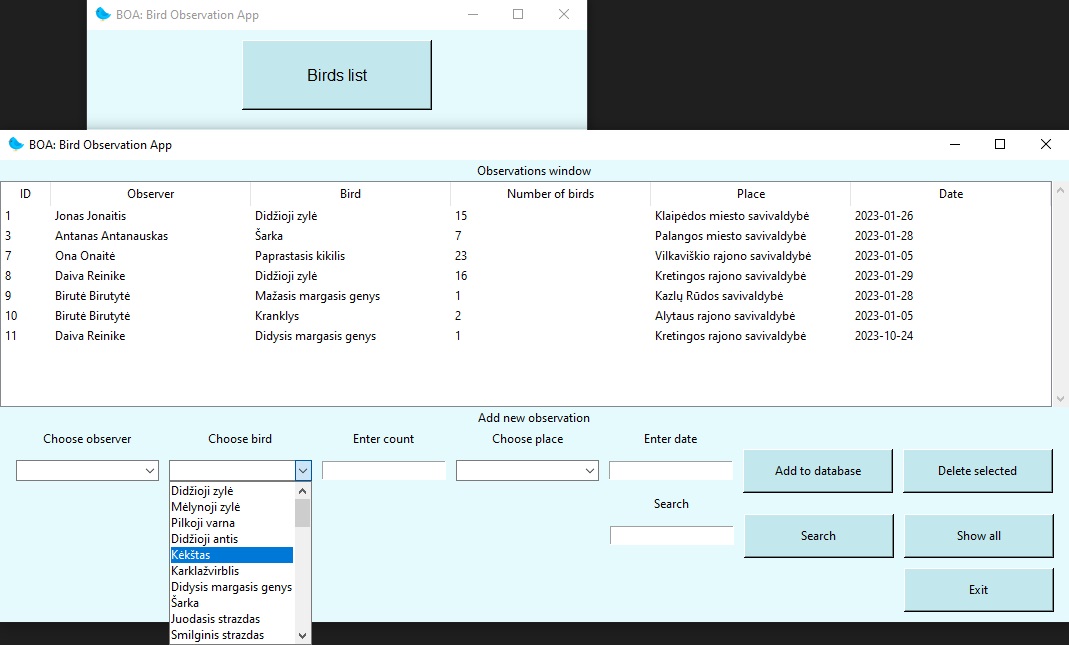 BOA: Bird Observation App
Birds list
BOA: Bird Observation App
Observations window
ID Observer Bird Number of birds Place Date
1 Jonas Jonaitis Didžioji zylė 15 Klaipėdos miesto savivaldybė 2023-01-26
3 Antanas Antanauskas Šarka 7 Palangos miesto savivaldybė 2023-01-28
7 Ona Onaitė Paprastasis kikilis 23 Vilkaviškio rajono savivaldybė 2023-01-05
8 Daiva Reinike Didžioji zylė 16 Kretingos rajono savivaldybė 2023-01-29
9 Birutė Birutytė Mažasis margasis genys 1 Kazlų Rūdos savivaldybė 2023-01-28
10 Birutė Birutytė Kranklys 2 Alytaus rajono savivaldybė 2023-01-05
11 Daiva Reinike Didysis margasis genys 1 Kretingos rajono savivaldybė 2023-10-24
Add new observation
Choose observer Choose bird Enter count Choose place Enter date
Add to database Delete selected
Didžioji zylė
Mėlynoji zylė
Pilkoji varna
Didžioji antis
Kėkštas
Karklažvirblis
Didysis margasis genys
Šarka
Juodasis strazdas
Smilginis strazdas
Search
Search Show all
Exit